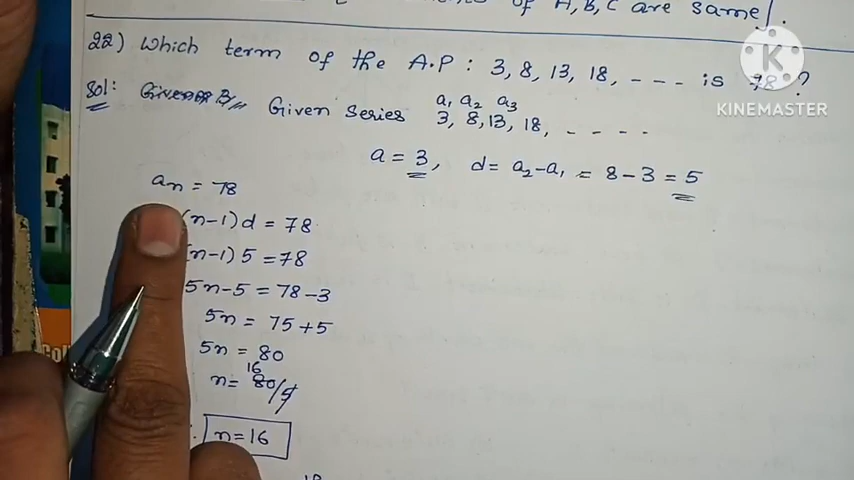 of A, B, C are same.
22) Which term of the A.P : 3, 8, 13, 18, - - - - is 78 ?
KINEMASTER
Sol: Given Series 3, 8, 13, 18, - - - -
a₁ a₂ a₃
a = 3, d = a₂-a₁ = 8-3 = 5
an = 78
(n-1)d = 78
(n-1) 5 = 78
5n-5 = 78-3
5n = 75+5
5n = 80
16
n= 80/5
n=16